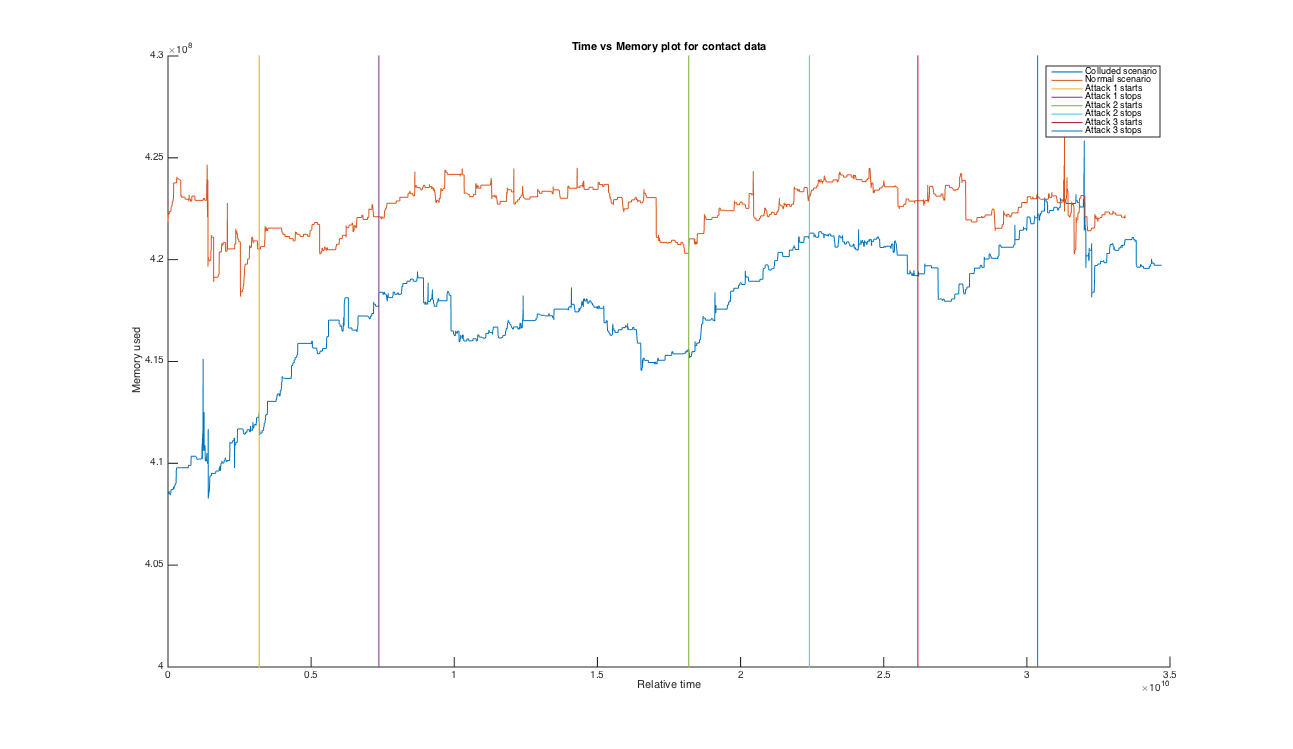 Time vs Memory plot for contact data
×10^8
4.3
4.25
4.2
4.15
4.1
4.05
4
Memory used
Colluded scenario
Normal scenario
Attack 1 starts
Attack 1 stops
Attack 2 starts
Attack 2 stops
Attack 3 starts
Attack 3 stops
0 0.5 1 1.5 2 2.5 3 3.5
Relative time
×10^10